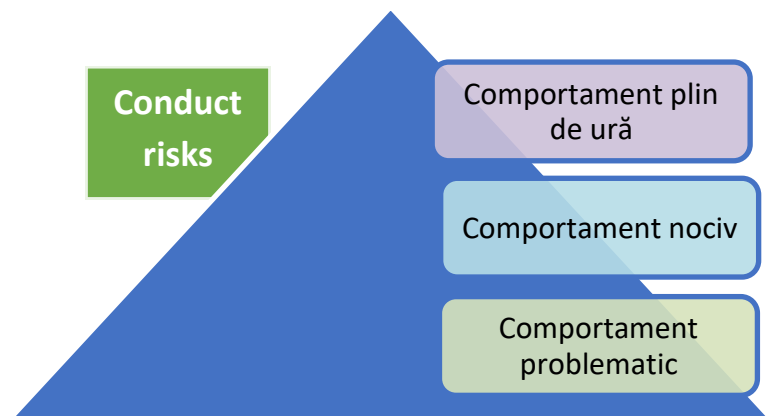 Conduct
risks
Comportament plin
de ură
Comportament nociv
Comportament
problematic